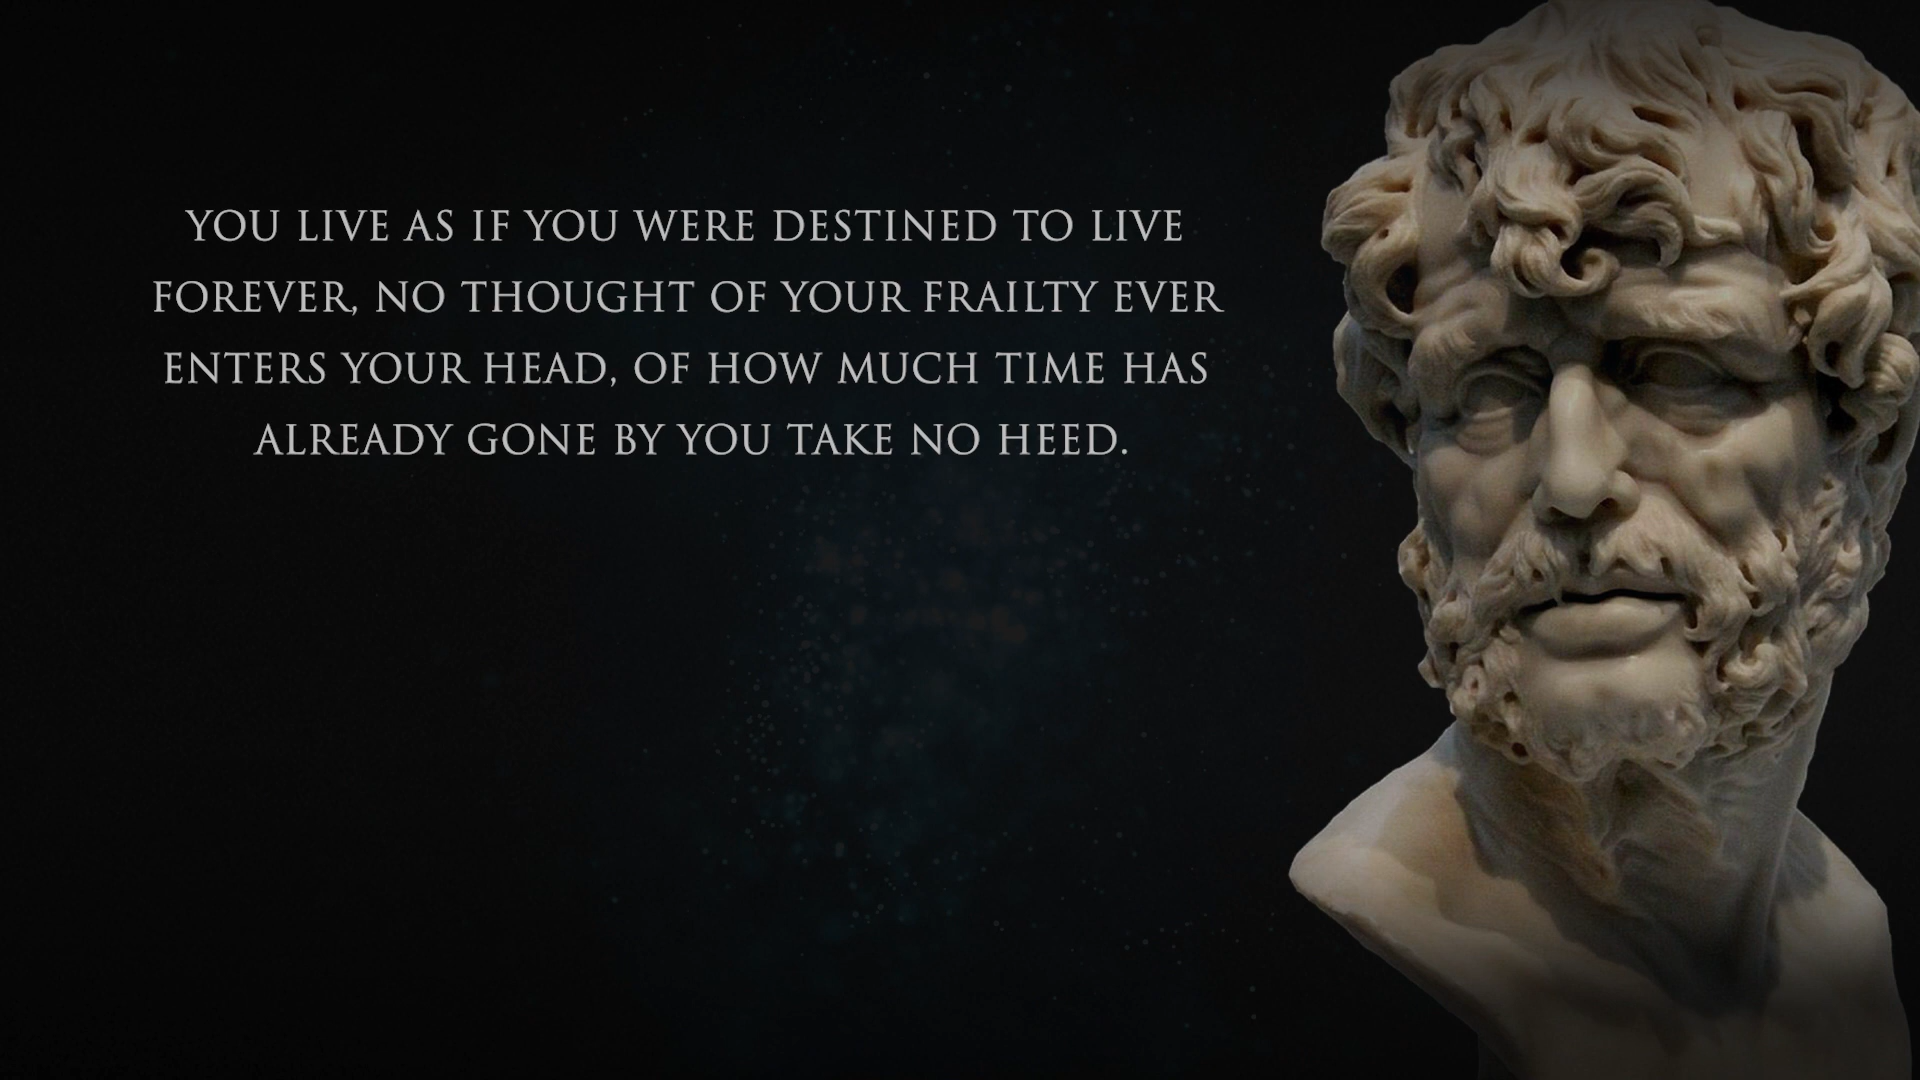 YOU LIVE AS IF YOU WERE DESTINED TO LIVE
FOREVER, NO THOUGHT OF YOUR FRAILTY EVER
ENTERS YOUR HEAD, OF HOW MUCH TIME HAS
ALREADY GONE BY YOU TAKE NO HEED.